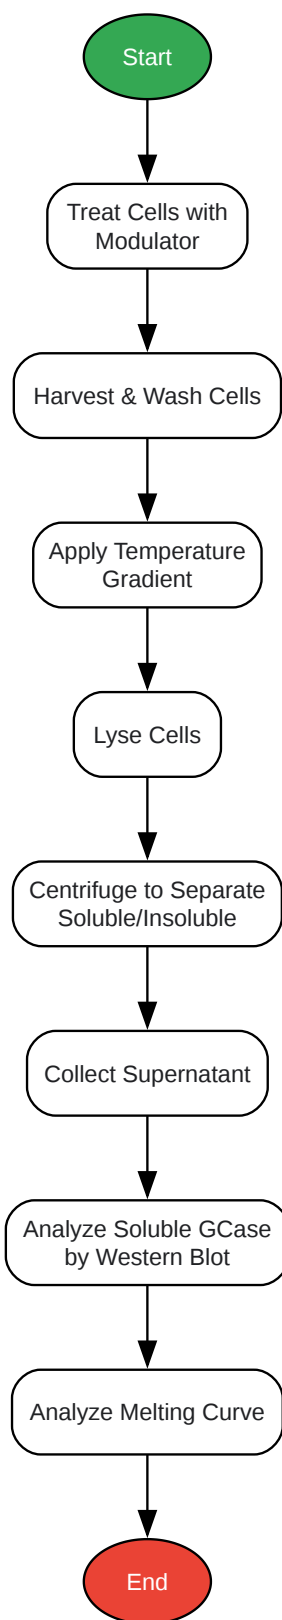 Start
Treat Cells with
Modulator
Harvest & Wash Cells
Apply Temperature
Gradient
Lyse Cells
Centrifuge to Separate
Soluble/Insoluble
Collect Supernatant
Analyze Soluble GCase
by Western Blot
Analyze Melting Curve
End